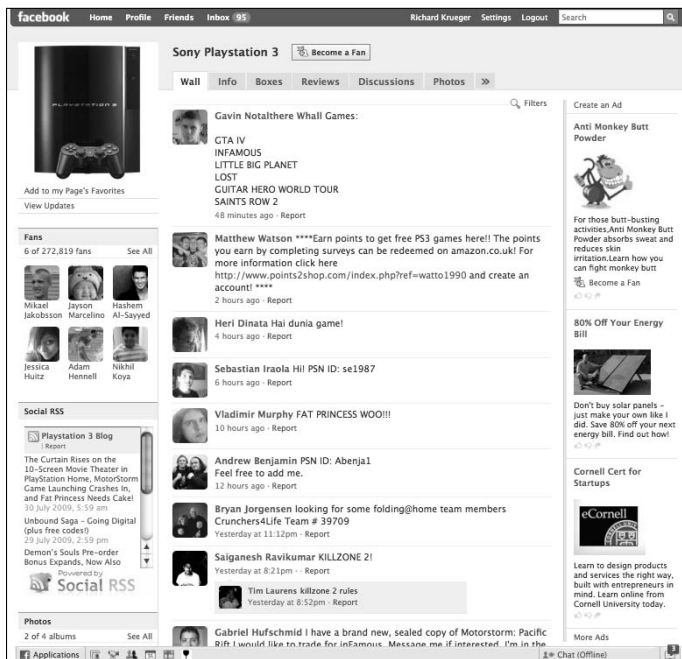 facebook Home Profile Friends Inbox 95 Richard Krueger Settings Logout Search
PLAYSTATION 3
Add to my Page's Favorites
View Updates
Fans
6 of 272,819 fans See All
Mikael Jakobsson
Jayson Marcelino
Hashem Al-Sayyed
Jessica Huitz
Adam Hennell
Nikhil Koya
Social RSS
Playstation 3 Blog
| Report
The Curtain Rises on the
10-Screen Movie Theater in
PlayStation Home, MotorStorm
Game Launching Crashes In,
and Fat Princess Needs Cake!
30 July 2009, 5:59 am
Unbound Saga - Going Digital
(plus free codes!)
29 July 2009, 2:59 pm
Demon's Souls Pre-order
Bonus Expands, Now Also
Powered by
Social RSS
Photos
2 of 4 albums See All
Sony Playstation 3 Become a Fan
Wall Info Boxes Reviews Discussions Photos »
Filters
Gavin Notalthere Whall Games:
GTA IV
INFAMOUS
LITTLE BIG PLANET
LOST
GUITAR HERO WORLD TOUR
SAINTS ROW 2
48 minutes ago · Report
Matthew Watson ****Earn points to get free PS3 games here!! The points
you earn by completing surveys can be redeemed on amazon.co.uk! For
more information click here
http://www.points2shop.com/index.php?ref=watto1990 and create an
account! ****
2 hours ago · Report
Heri Dinata Hai dunia game!
4 hours ago · Report
Sebastian Iraola Hi! PSN ID: se1987
6 hours ago · Report
Vladimir Murphy FAT PRINCESS WOO!!!
10 hours ago · Report
Andrew Benjamin PSN ID: Abenja1
Feel free to add me.
12 hours ago · Report
Bryan Jorgensen looking for some folding@home team members
Crunchers4Life Team # 39709
Yesterday at 11:12pm · Report
Saiganesh Ravikumar KILLZONE 2!
Yesterday at 8:21pm · · Report
Tim Laurens killzone 2 rules
Yesterday at 8:52pm · Report
Gabriel Hufschmid I have a brand new, sealed copy of Motorstorm: Pacific
Rift I would like to trade for inFamous. Message me if interested. I'm in the
Create an Ad
Anti Monkey Butt
Powder
For those butt-busting
activities,Anti Monkey Butt
Powder absorbs sweat and
reduces skin
irritation.Learn how you
can fight monkey butt
Become a Fan
80% Off Your Energy
Bill
Don't buy solar panels -
just make your own like I
did. Save 80% off your next
energy bill. Find out how!
Cornell Cert for
Startups
eCornell
Learn to design products
and services the right way,
built with entrepreneurs in
mind. Learn online from
Cornell University today.
More Ads
Applications 31 Chat (Offline) 3